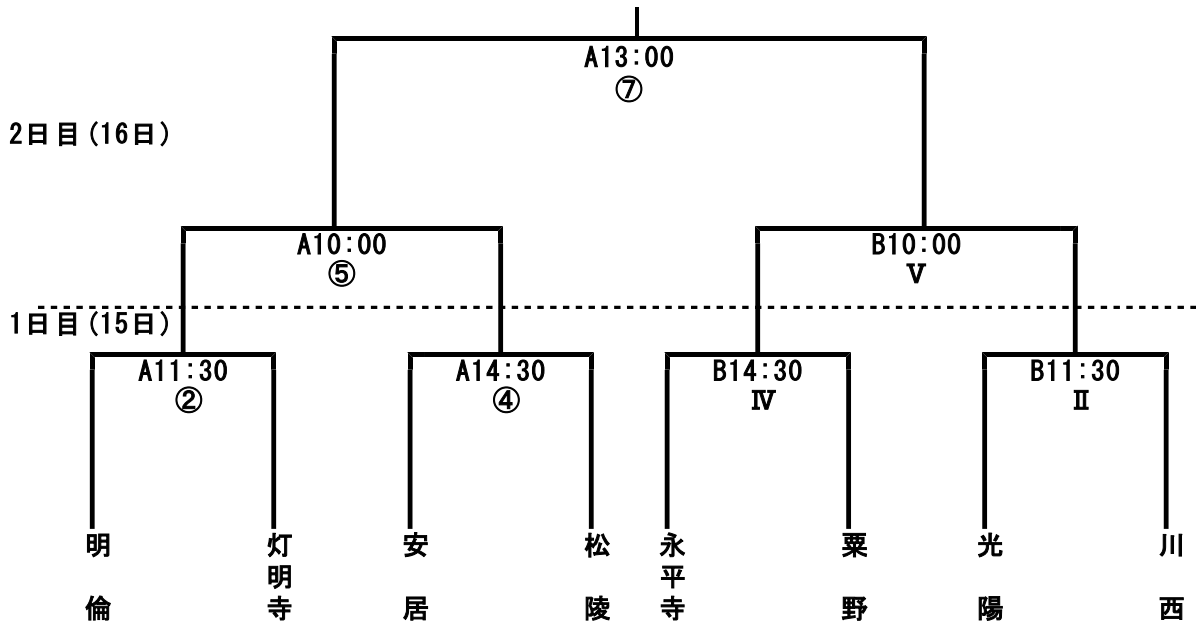 A13:00
⑦
2日目(16日)
A10:00
⑤
B10:00
Ⅴ
1日目(15日)
A11:30
②
A14:30
④
B14:30
Ⅳ
B11:30
Ⅱ
明倫
灯明寺
安居
松陵
永平寺
粟野
光陽
川西